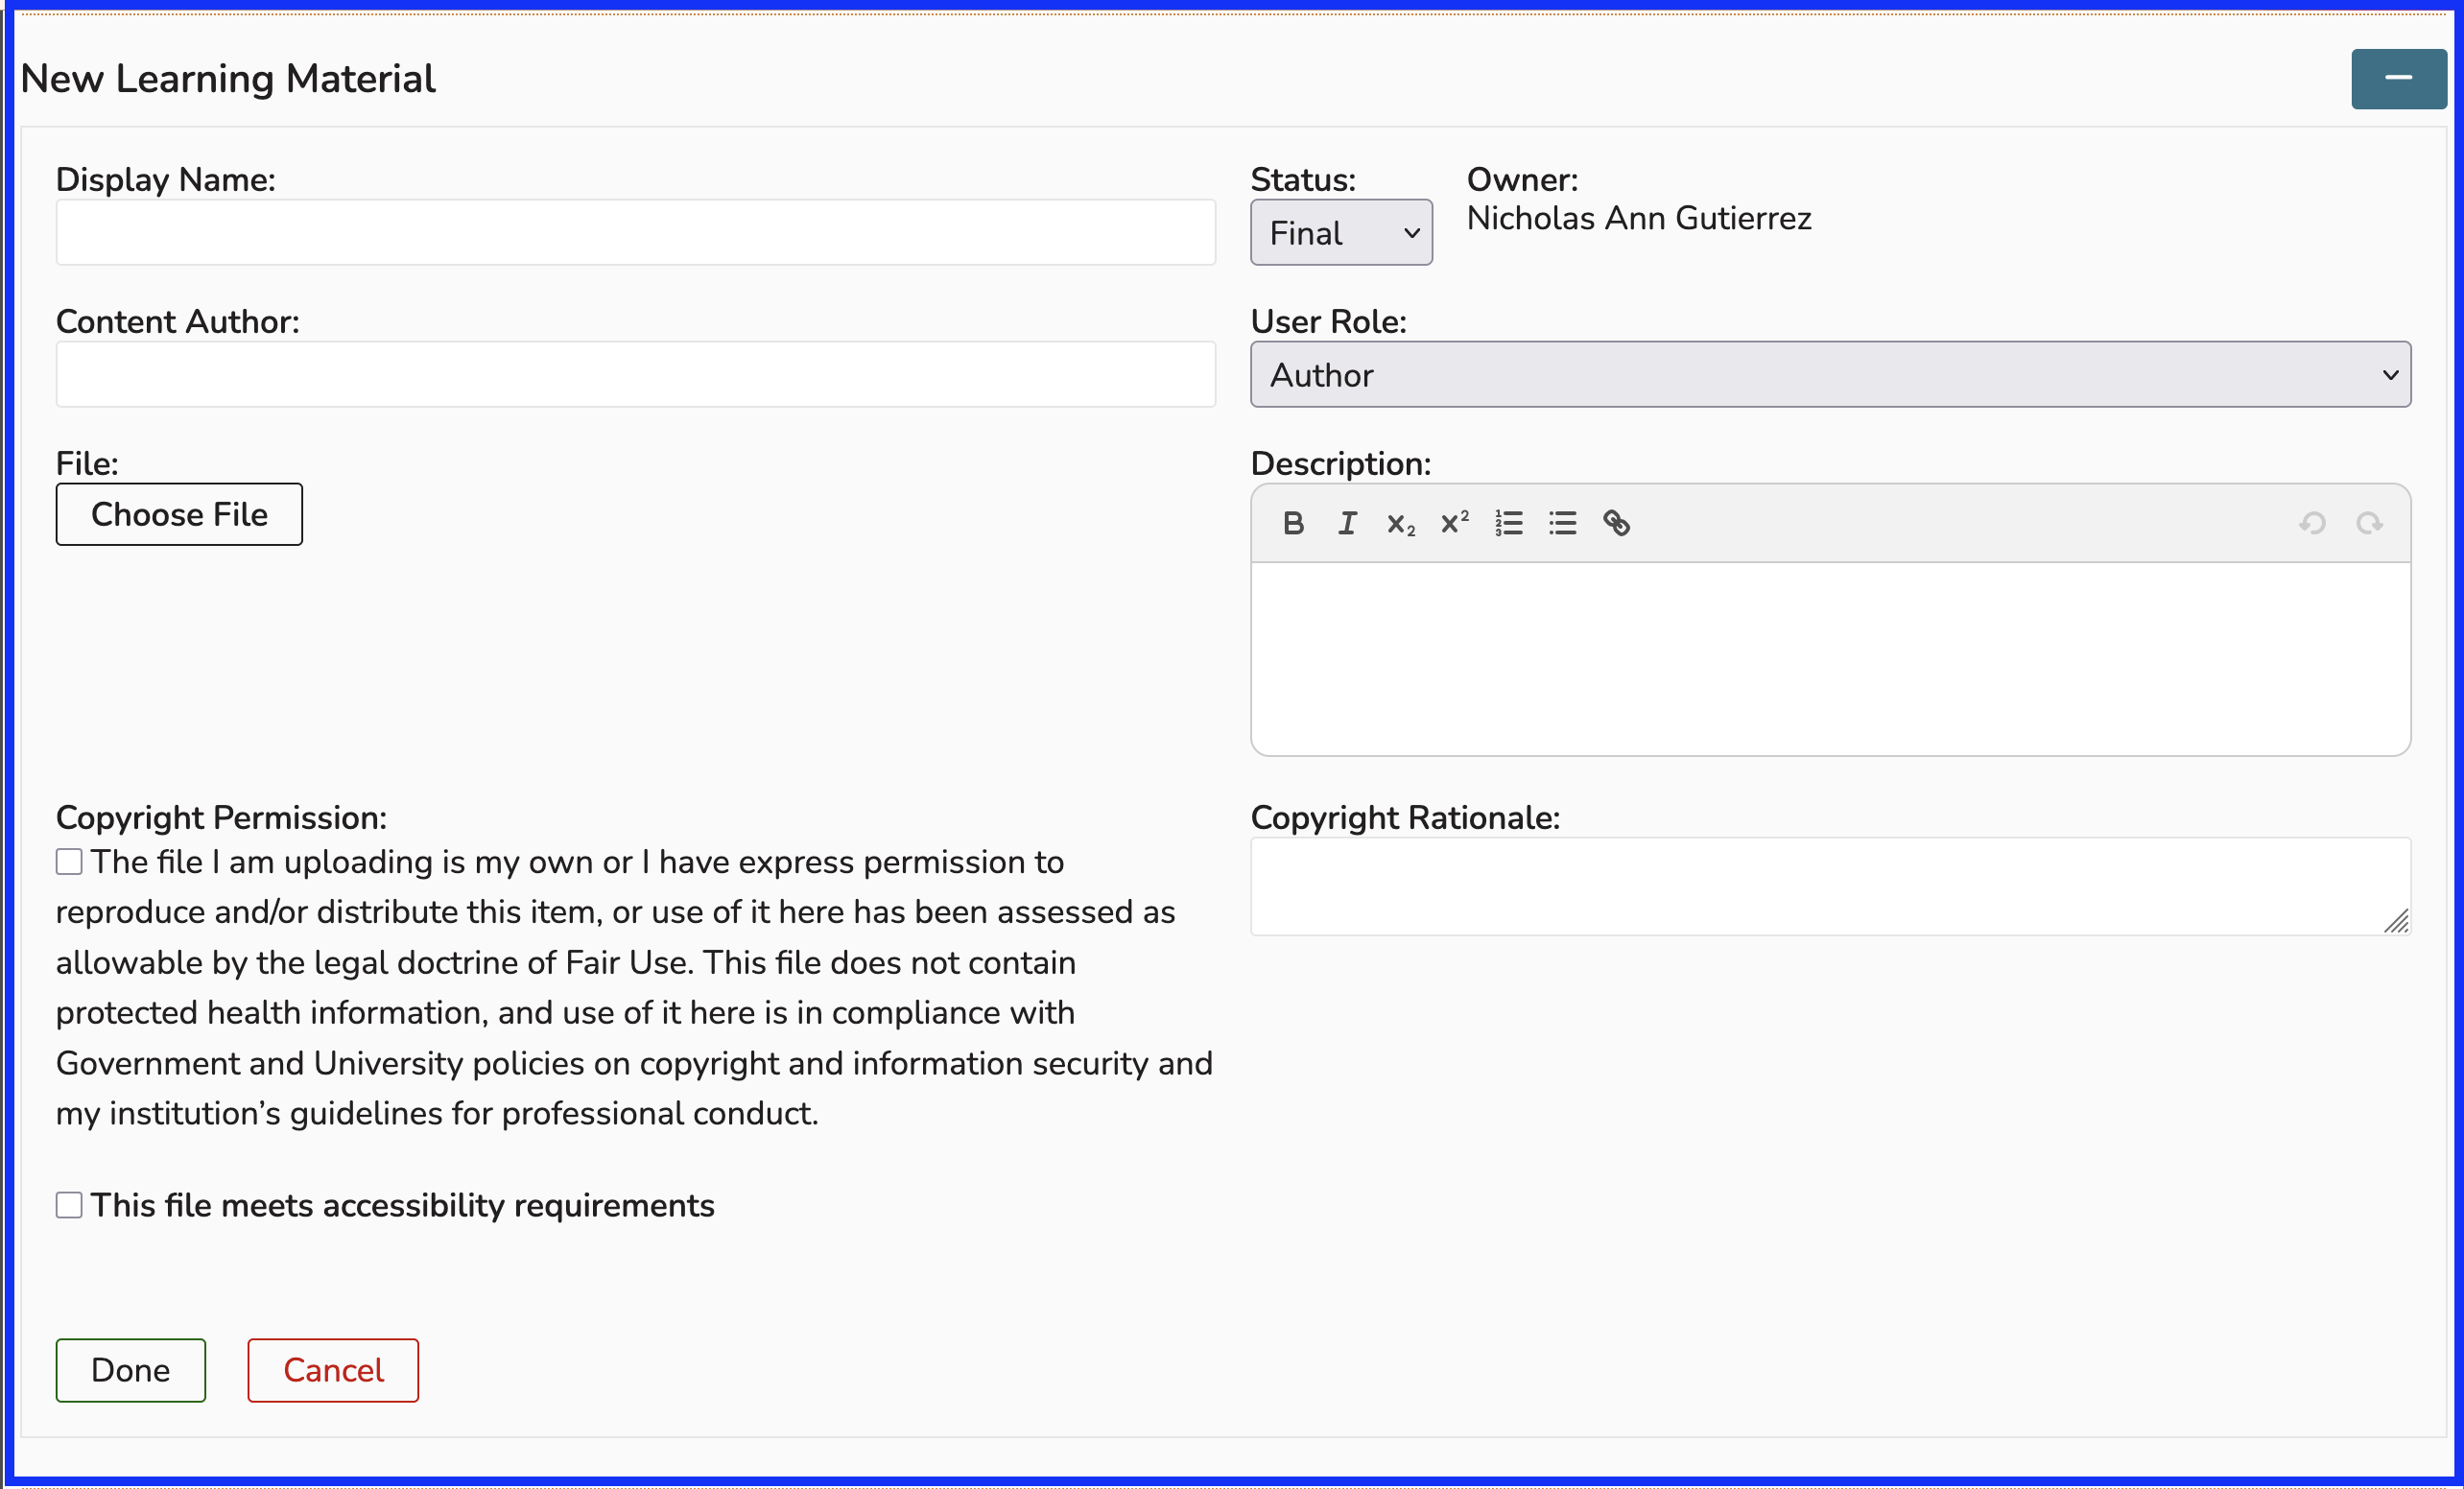 New Learning Material
Display Name:
Status:
Final
Owner:
Nicholas Ann Gutierrez
Content Author:
User Role:
Author
File:
Choose File
Description:
Copyright Permission:
The file I am uploading is my own or I have express permission to
reproduce and/or distribute this item, or use of it here has been assessed as
allowable by the legal doctrine of Fair Use. This file does not contain
protected health information, and use of it here is in compliance with
Government and University policies on copyright and information security and
my institution’s guidelines for professional conduct.
Copyright Rationale:
This file meets accessibility requirements
Done
Cancel